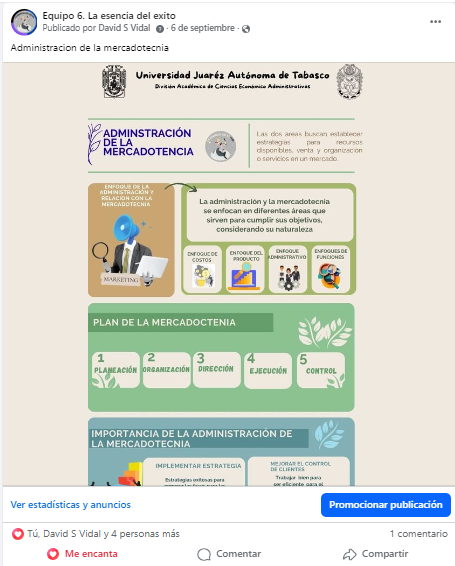 Equipo 6. La esencia del exito
Publicado por David S Vidal · 6 de septiembre ·
Administracion de la mercadotecnia
Universidad Juaréz Autónoma de Tabasco
División Académica de Ciencias Económico Administrativas
ADMINSTRACIÓN
DE LA
MERCADOTENCIA
Las dos areas buscan establecer
estrategias para recursos
disponibles, venta y organización
o servicios en un mercado.
ENFOQUE DE LA
ADMINISTRACIÓN Y
RELACIÓN CON LA
MERCADOTECNIA
MARKETING
La administración y la mercadotecnia
se enfocan en diferentes áreas que
sirven para cumplir sus objetivos,
considerando su naturaleza
ENFOQUE DE
COSTOS
ENFOQUE DEL
PRODUCTO
ENFOQUE
ADMINISTRATIVO
ENFOQUES DE
FUNCIONES
PLAN DE LA MERCADOCTENIA
1
PLANEACIÓN
2
ORGANIZACIÓN
3
DIRECCIÓN
4
EJECUCIÓN
5
CONTROL
IMPORTANCIA DE LA ADMINISTRACIÓN DE
LA MERCADOTECNIA
IMPLEMENTAR ESTRATEGIA
Estrategias exitosas para
MEJORAR EL CONTROL
DE CLIENTES
Trabajar bien para
ser eficiente para el
Ver estadísticas y anuncios
Promocionar publicación
Tú, David S Vidal y 4 personas más
1 comentario
Me encanta
Comentar
Compartir